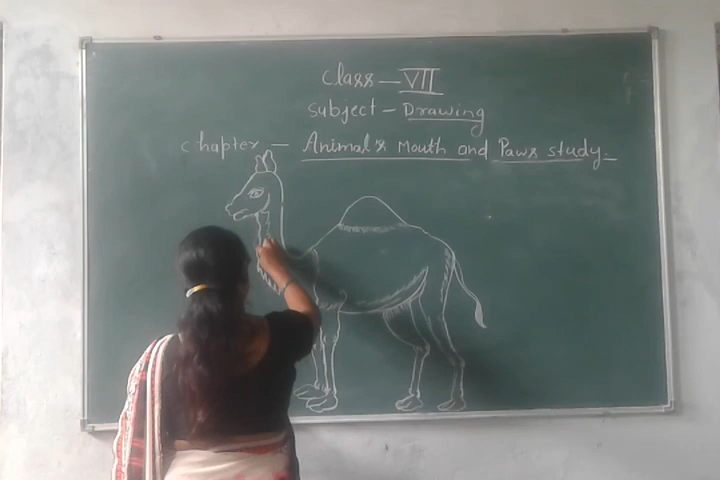 Class - VII
Subject - Drawing
Chapter - Animal's Mouth and Paws study.